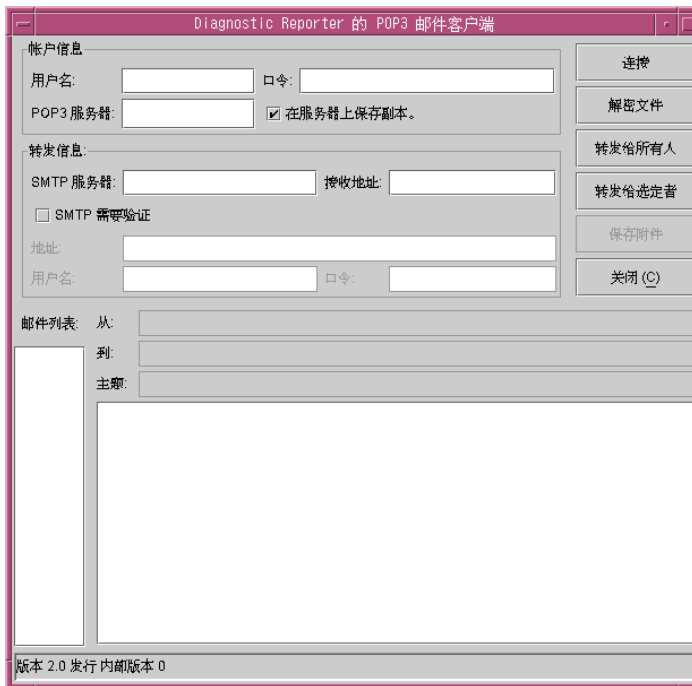 Diagnostic Reporter 的 POP3 邮件客户端
帐户信息
用户名:
口令:
POP3 服务器:
在服务器上保存副本。
转发信息:
SMTP 服务器:
接收地址:
SMTP 需要验证
地址:
用户名:
口令:
连接
解密文件
转发给所有人
转发给选定者
保存附件
关闭 (C)
邮件列表:
从:
到:
主题:
版本 2.0 发行 内部版本 0